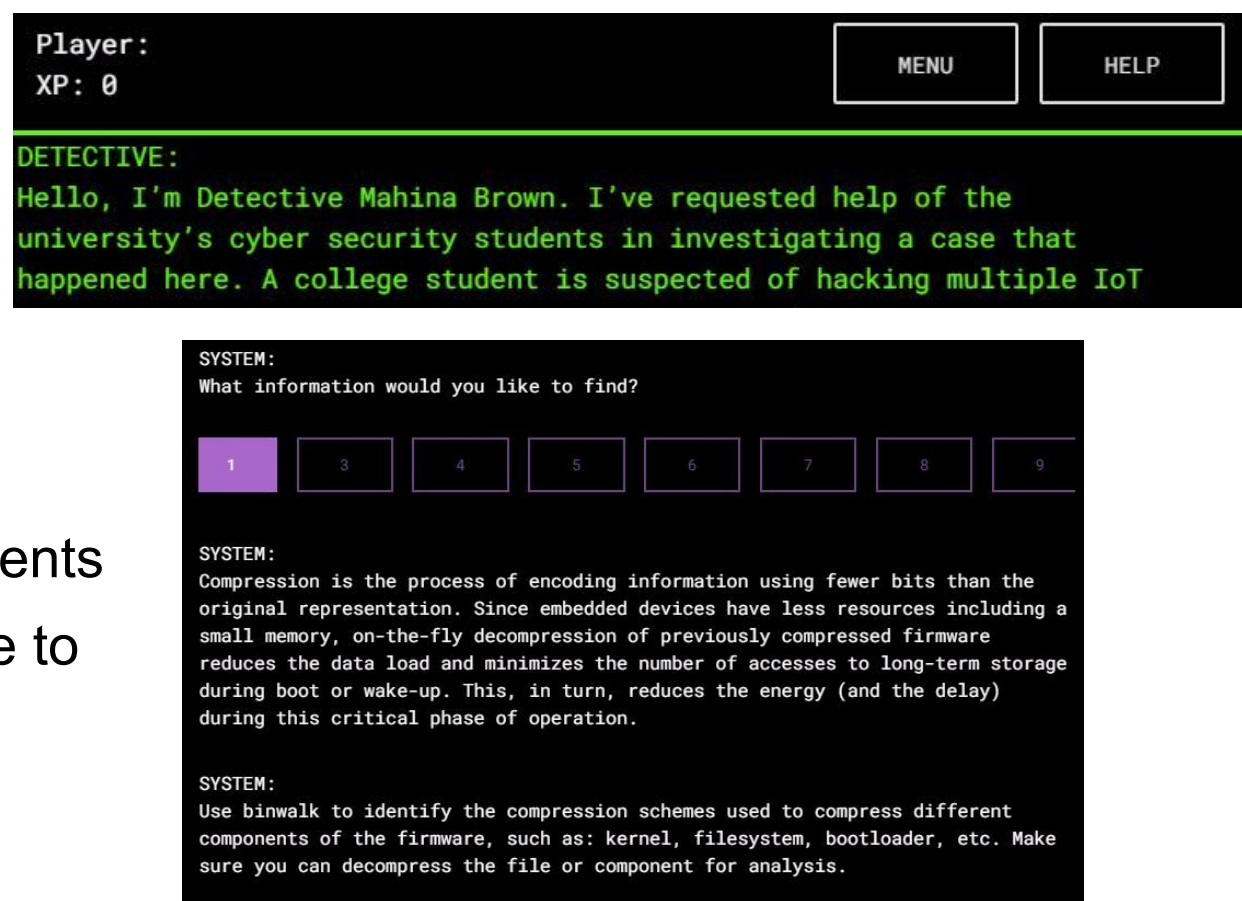 Player:
XP: 0
MENU
HELP
DETECTIVE:
Hello, I’m Detective Mahina Brown. I’ve requested help of the
university’s cyber security students in investigating a case that
happened here. A college student is suspected of hacking multiple IoT
SYSTEM:
What information would you like to find?
1 3 4 5 6 7 8 9
ents
e to
SYSTEM:
Compression is the process of encoding information using fewer bits than the
original representation. Since embedded devices have less resources including a
small memory, on-the-fly decompression of previously compressed firmware
reduces the data load and minimizes the number of accesses to long-term storage
during boot or wake-up. This, in turn, reduces the energy (and the delay)
during this critical phase of operation.
SYSTEM:
Use binwalk to identify the compression schemes used to compress different
components of the firmware, such as: kernel, filesystem, bootloader, etc. Make
sure you can decompress the file or component for analysis.